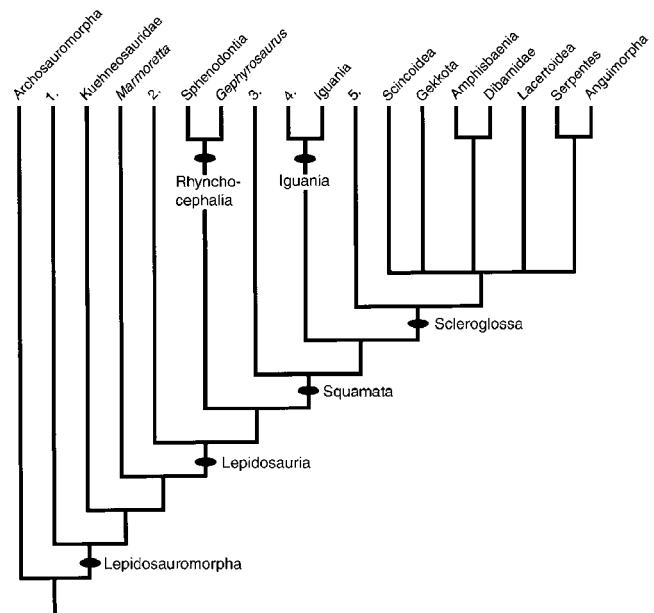 Archosauromorpha
1.
Kuehneosauridae
Marmoretta
2.
Sphenodontia
Gephyrosaurus
3.
4.
Iguania
5.
Scincoidea
Gekkota
Amphisbaenia
Dibamidae
Lacertoidea
Serpentes
Anguimorpha
Rhyncho-
cephalia
Iguania
Scleroglossa
Squamata
Lepidosauria
Lepidosauromorpha